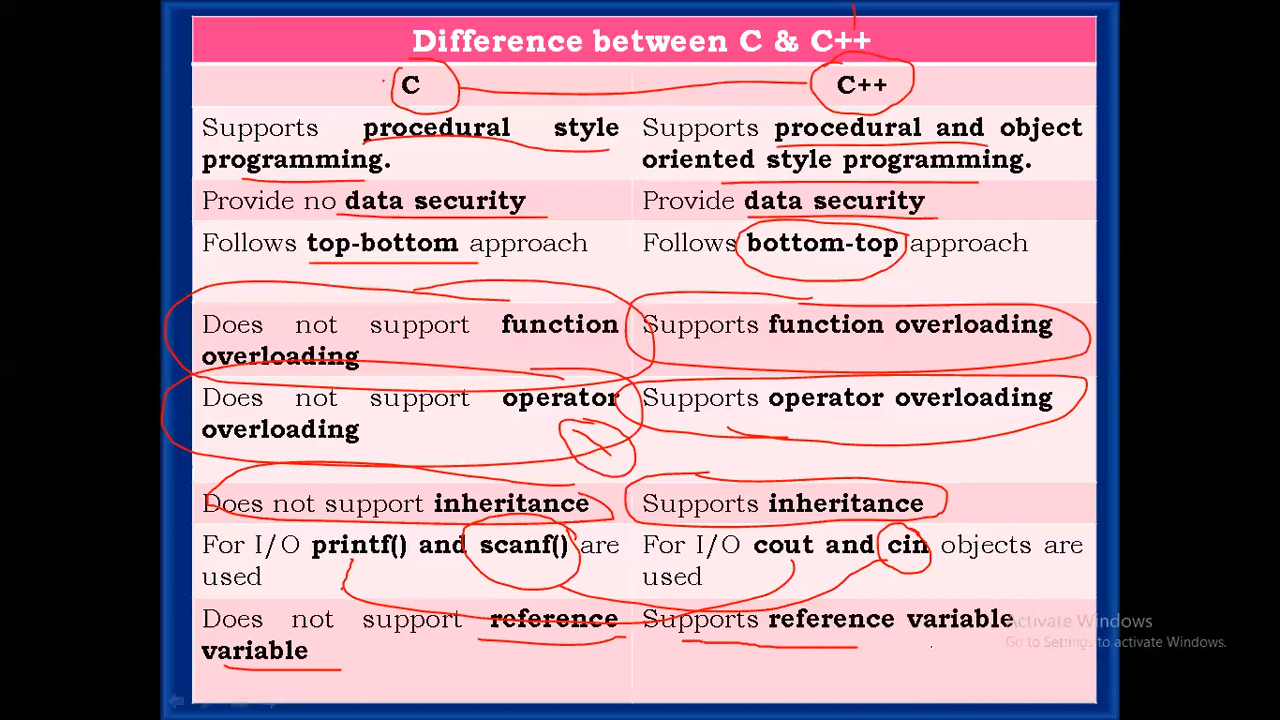 Difference between C & C++
C
C++
Supports procedural style
programming.
Supports procedural and object
oriented style programming.
Provide no data security
Provide data security
Follows top-bottom approach
Follows bottom-top approach
Does not support function
overloading
Supports function overloading
Does not support operator
overloading
Supports operator overloading
Does not support inheritance
Supports inheritance
For I/O printf() and scanf() are
used
For I/O cout and cin objects are
used
Does not support reference
variable
Supports reference variable
Activate Windows
Go to Settings to activate Windows.